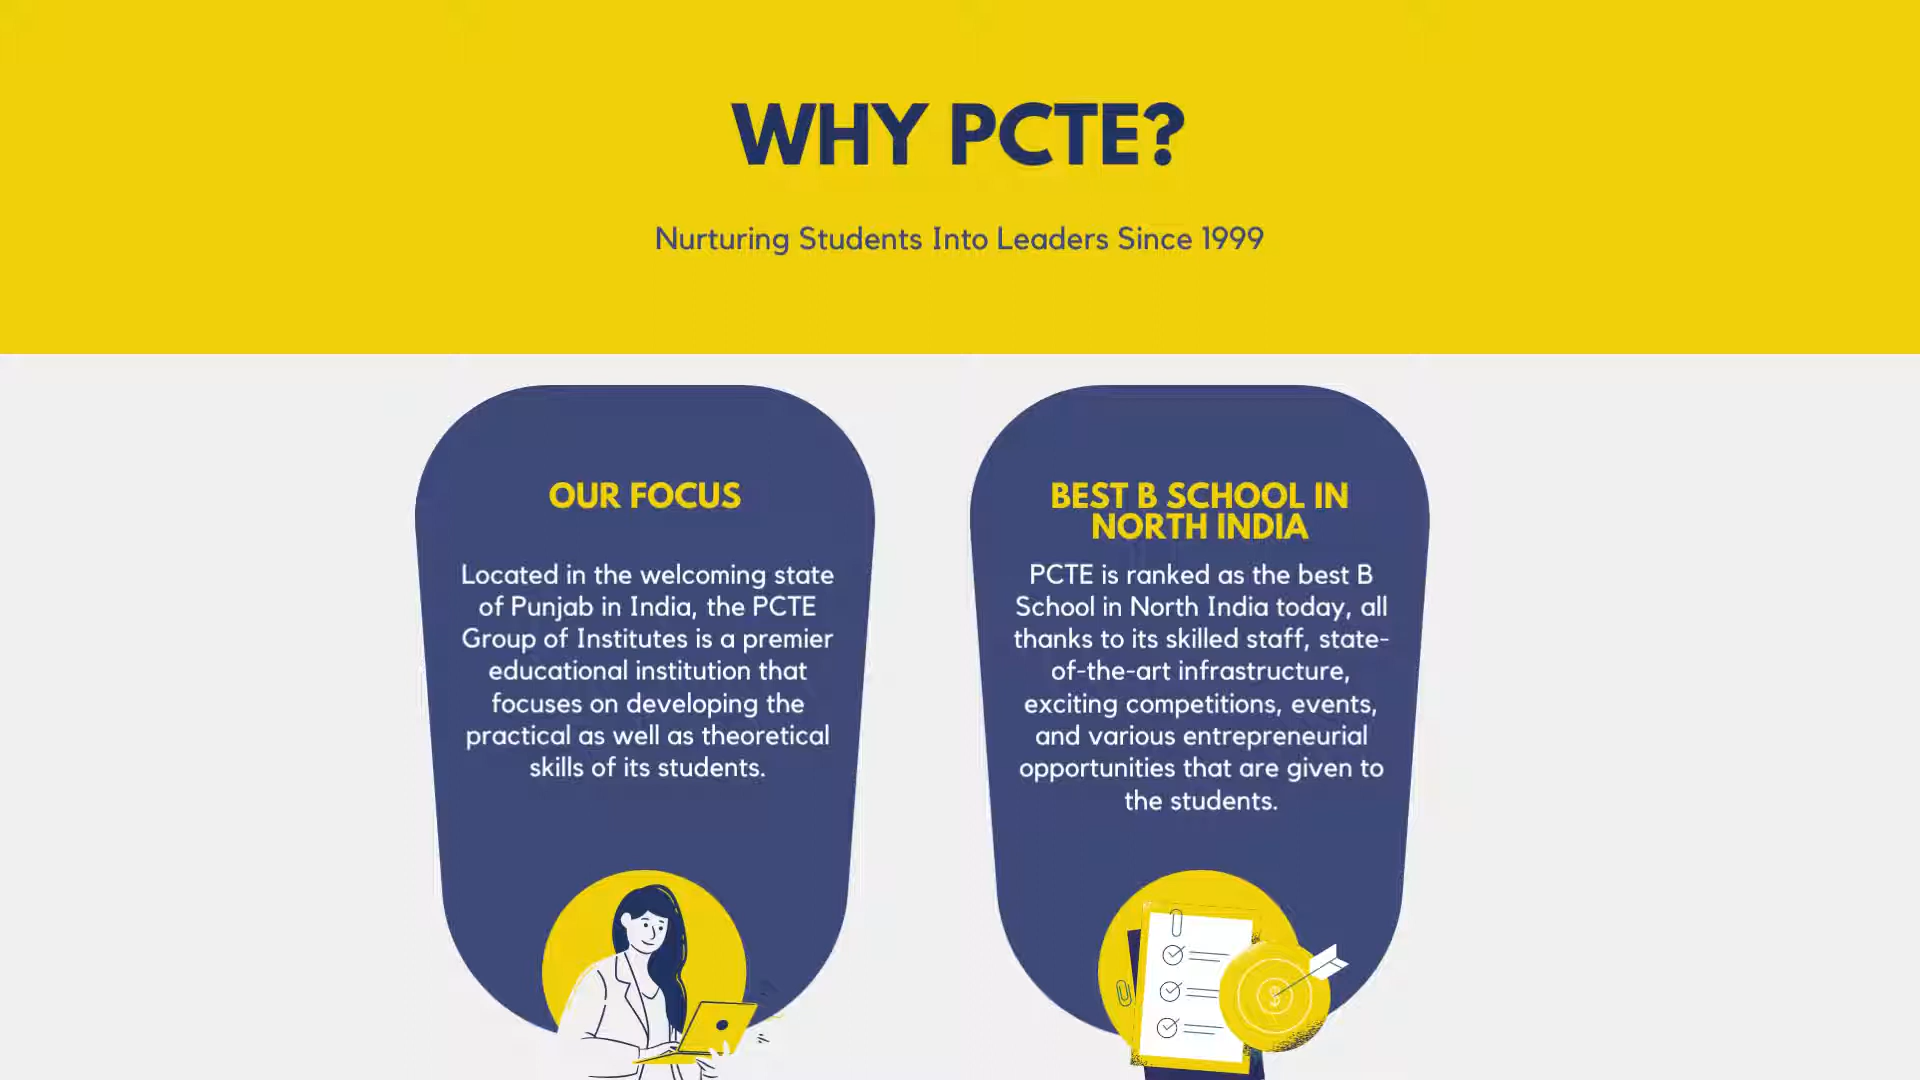 WHY PCTE?
Nurturing Students Into Leaders Since 1999
OUR FOCUS
Located in the welcoming state
of Punjab in India, the PCTE
Group of Institutes is a premier
educational institution that
focuses on developing the
practical as well as theoretical
skills of its students.
BEST B SCHOOL IN
NORTH INDIA
PCTE is ranked as the best B
School in North India today, all
thanks to its skilled staff, state-
of-the-art infrastructure,
exciting competitions, events,
and various entrepreneurial
opportunities that are given to
the students.
$